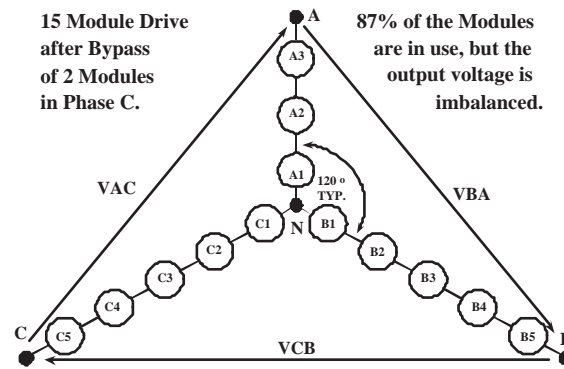 15 Module Drive
after Bypass
of 2 Modules
in Phase C.
87% of the Modules
are in use, but the
output voltage is
imbalanced.
A
A3
A2
A1
120 o
TYP.
VAC
VBA
N
C1
B1
C2
B2
C3
B3
C4
B4
C
C5
B5
VCB